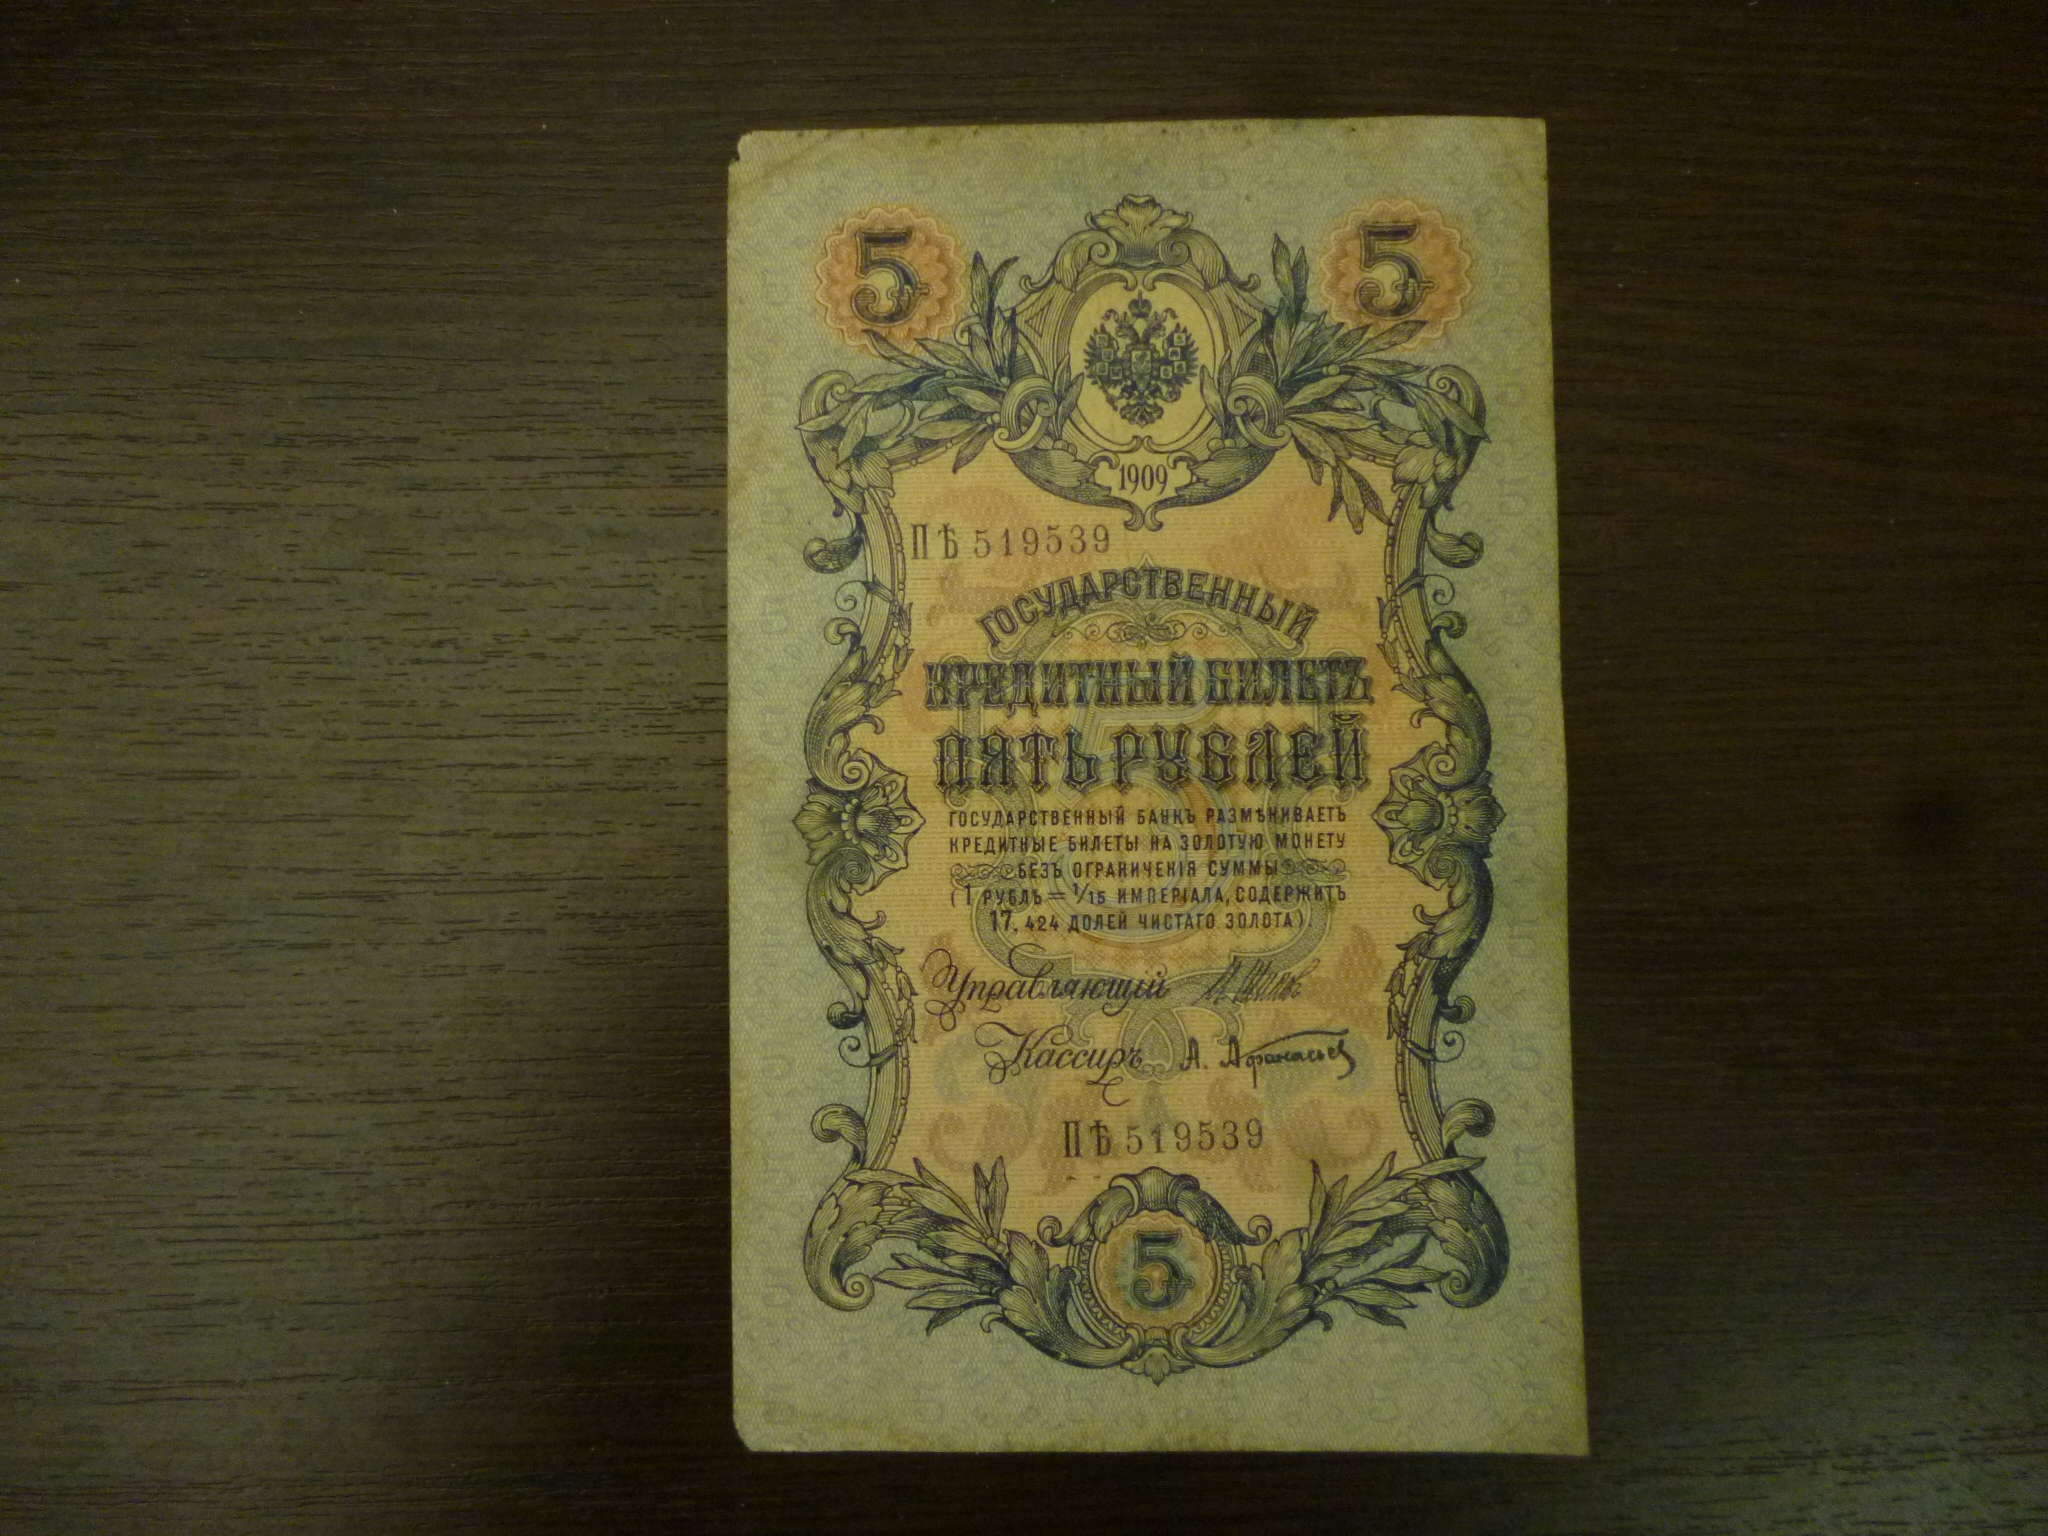 5 5
1909
ПѢ 519539
ГОСУДАРСТВЕННЫЙ
КРЕДИТНЫЙ БИЛЕТЪ
ПЯТЬ РУБЛЕЙ
ГОСУДАРСТВЕННЫЙ БАНКЪ РАЗМѢНИВАЕТЪ
КРЕДИТНЫЕ БИЛЕТЫ НА ЗОЛОТУЮ МОНЕТУ
БЕЗЪ ОГРАНИЧЕНІЯ СУММЫ
(1 РУБЛЬ = 1/15 ИМПЕРІАЛА, СОДЕРЖИТЪ
17, 424 ДОЛЕЙ ЧИСТАГО ЗОЛОТА).
Управляющій
Кассиръ А. Афанасьев
ПѢ 519539
5